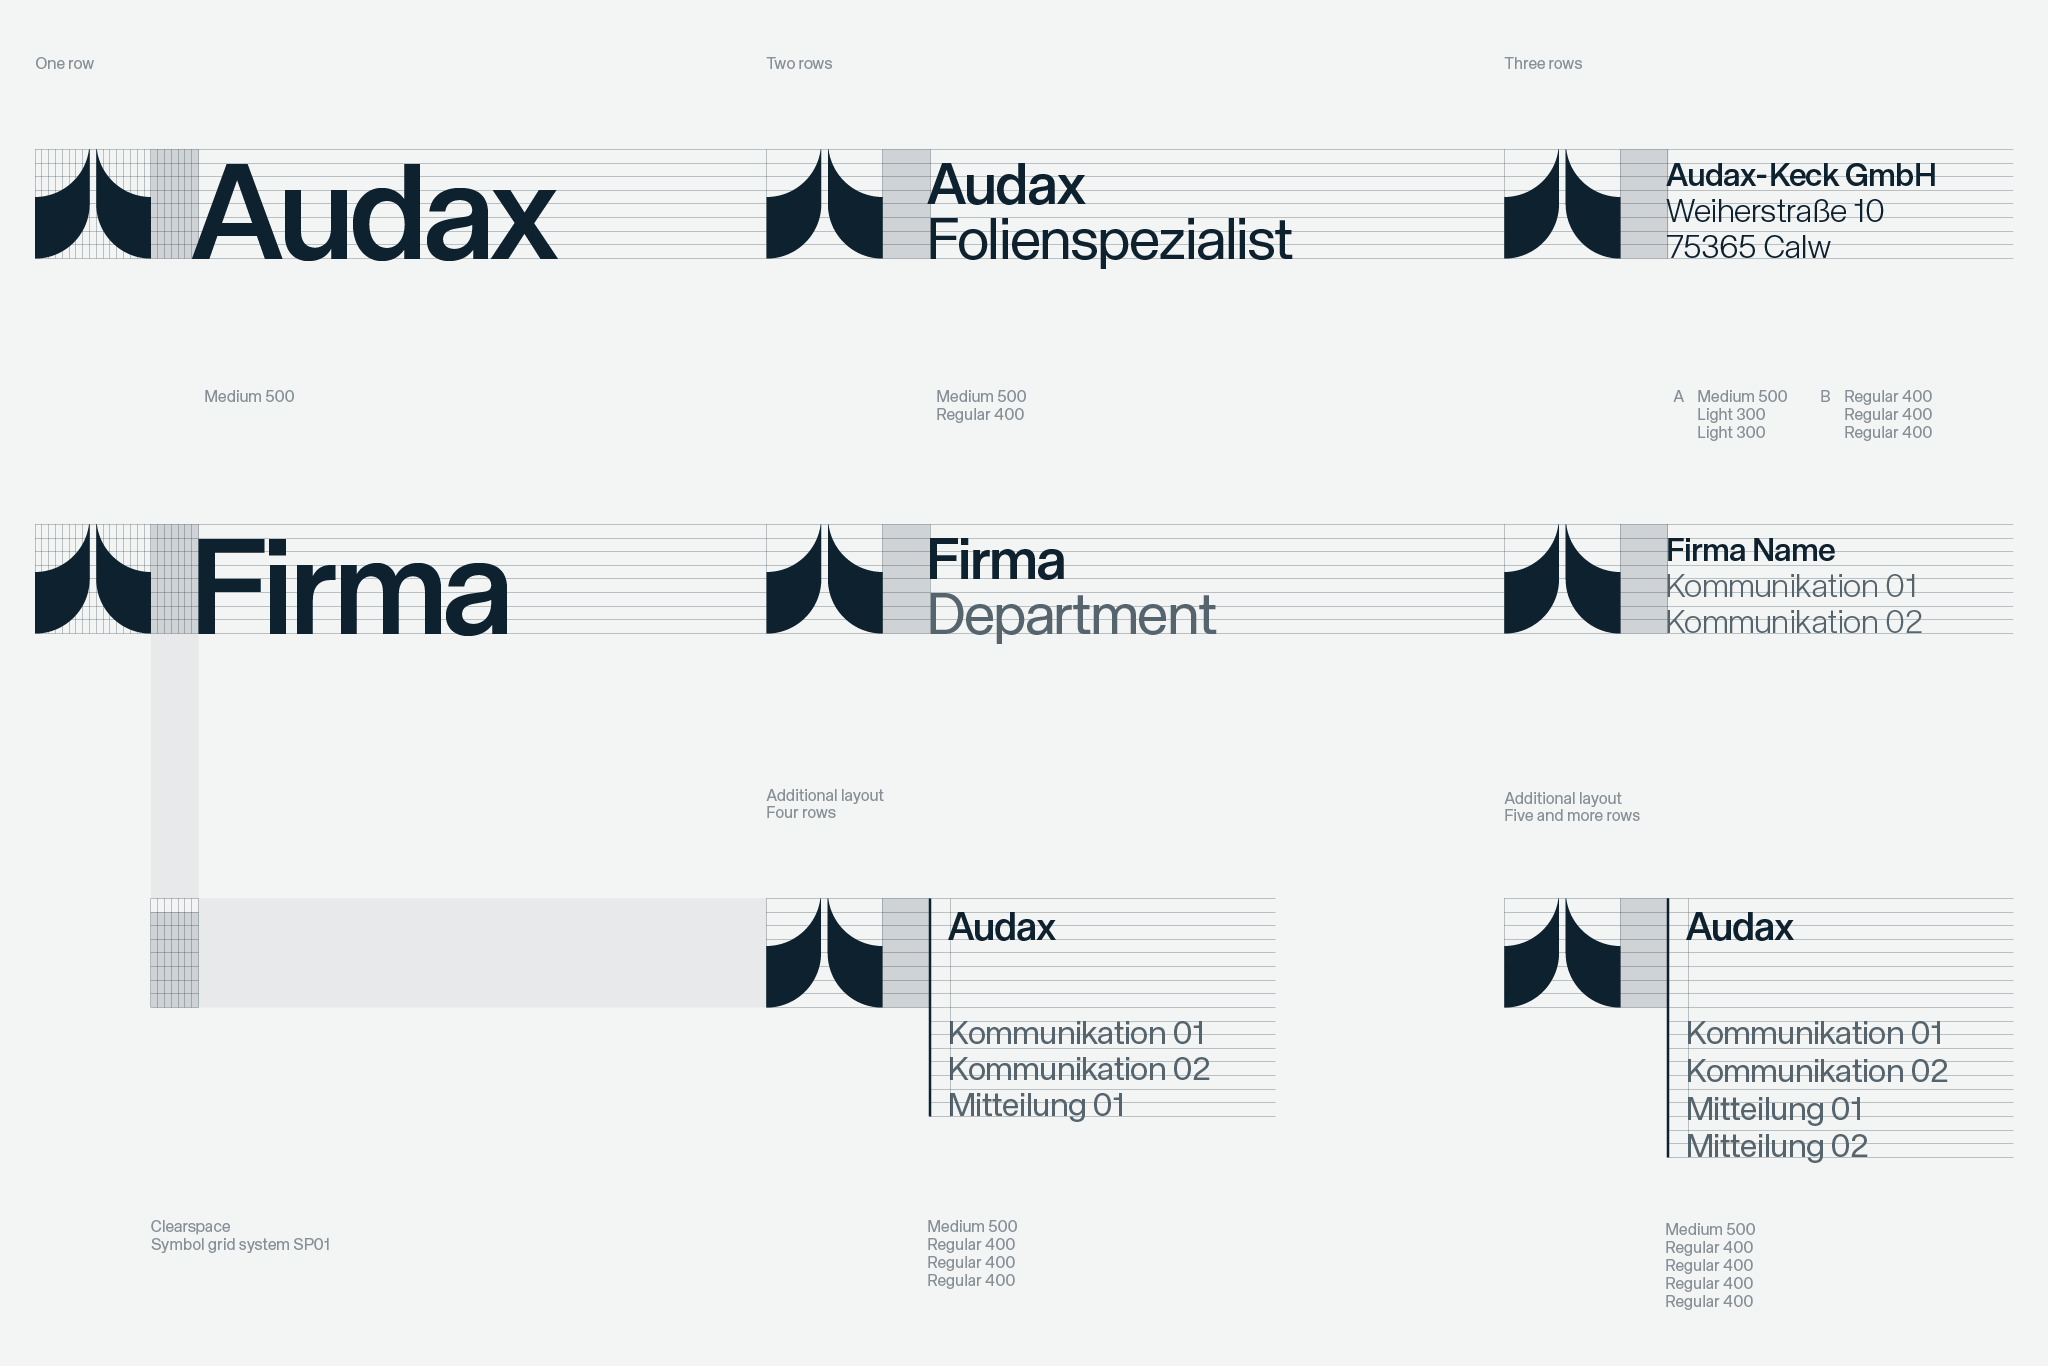 One row
Two rows
Three rows
Audax
Audax
Folienspezialist
Audax-Keck GmbH
Weiherstraße 10
75365 Calw
Medium 500
Medium 500
Regular 400
A Medium 500
Light 300
Light 300
B Regular 400
Regular 400
Regular 400
Firma
Firma
Department
Firma Name
Kommunikation 01
Kommunikation 02
Additional layout
Four rows
Additional layout
Five and more rows
Audax
Kommunikation 01
Kommunikation 02
Mitteilung 01
Audax
Kommunikation 01
Kommunikation 02
Mitteilung 01
Mitteilung 02
Clearspace
Symbol grid system SP01
Medium 500
Regular 400
Regular 400
Regular 400
Medium 500
Regular 400
Regular 400
Regular 400
Regular 400